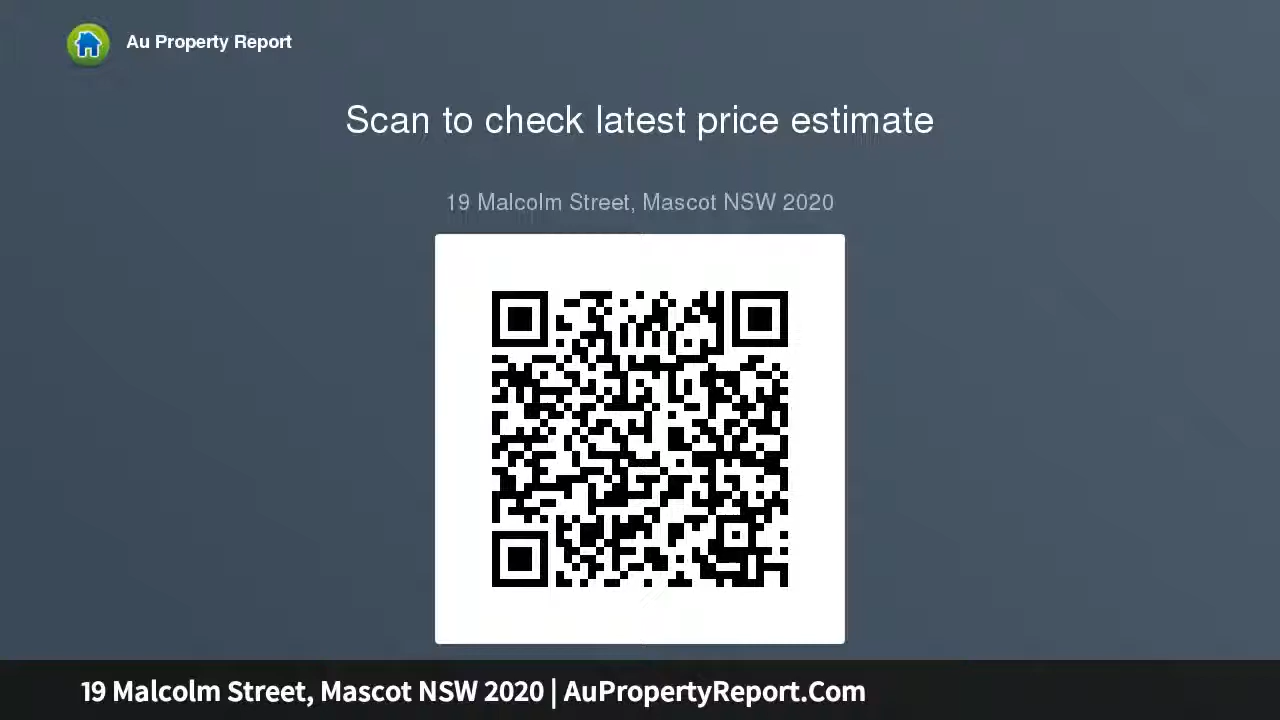 Au Property Report
Scan to check latest price estimate
19 Malcolm Street, Mascot NSW 2020
19 Malcolm Street, Mascot NSW 2020 | AuPropertyReport.Com